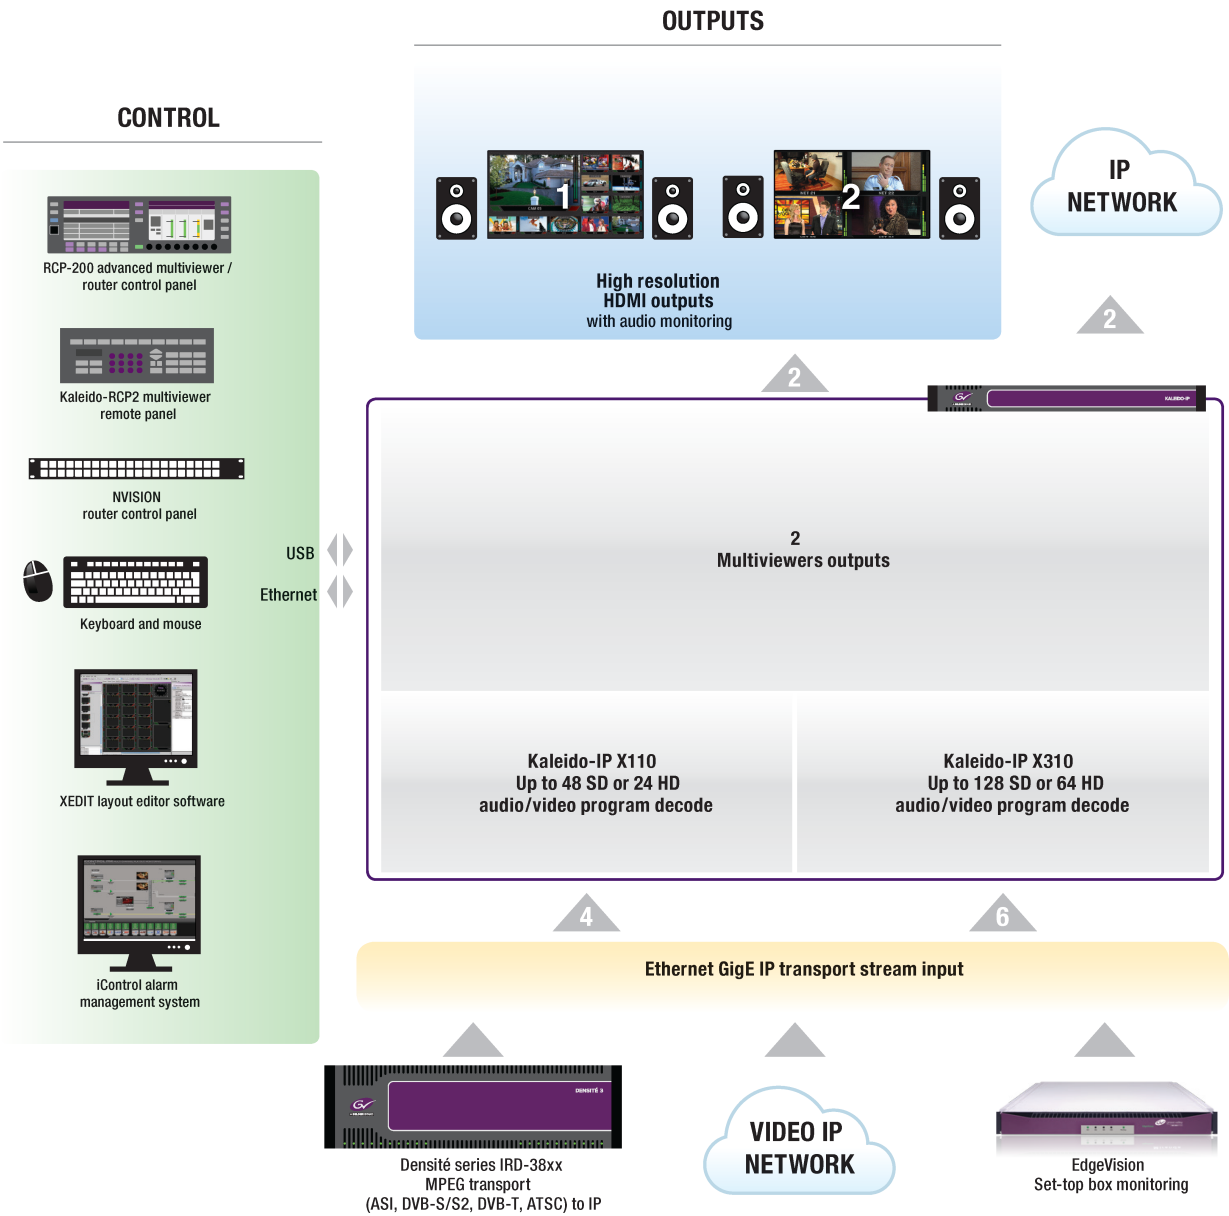 OUTPUTS
CONTROL
1
2
High resolution
HDMI outputs
with audio monitoring
IP
NETWORK
2
2
RCP-200 advanced multiviewer /
router control panel
Kaleido-RCP2 multiviewer
remote panel
NVISION
router control panel
Keyboard and mouse
XEDIT layout editor software
iControl alarm
management system
USB
Ethernet
KALEIDO-IP
2
Multiviewers outputs
Kaleido-IP X110
Up to 48 SD or 24 HD
audio/video program decode
Kaleido-IP X310
Up to 128 SD or 64 HD
audio/video program decode
4
6
Ethernet GigE IP transport stream input
DENSITÉ 3
Densité series IRD-38xx
MPEG transport
(ASI, DVB-S/S2, DVB-T, ATSC) to IP
VIDEO IP
NETWORK
EdgeVision
Set-top box monitoring